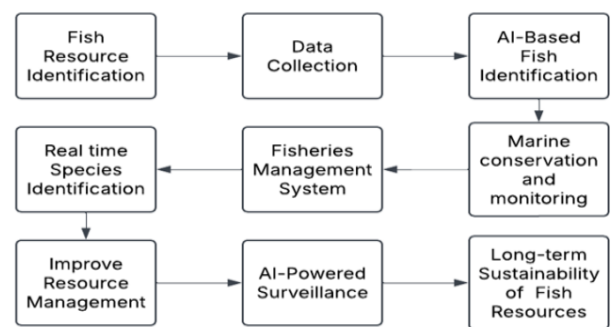 Fish
Resource
Identification
Data
Collection
AI-Based
Fish
Identification
Marine
conservation
and
monitoring
Fisheries
Management
System
Real time
Species
Identification
Improve
Resource
Management
AI-Powered
Surveillance
Long-term
Sustainability
of Fish
Resources